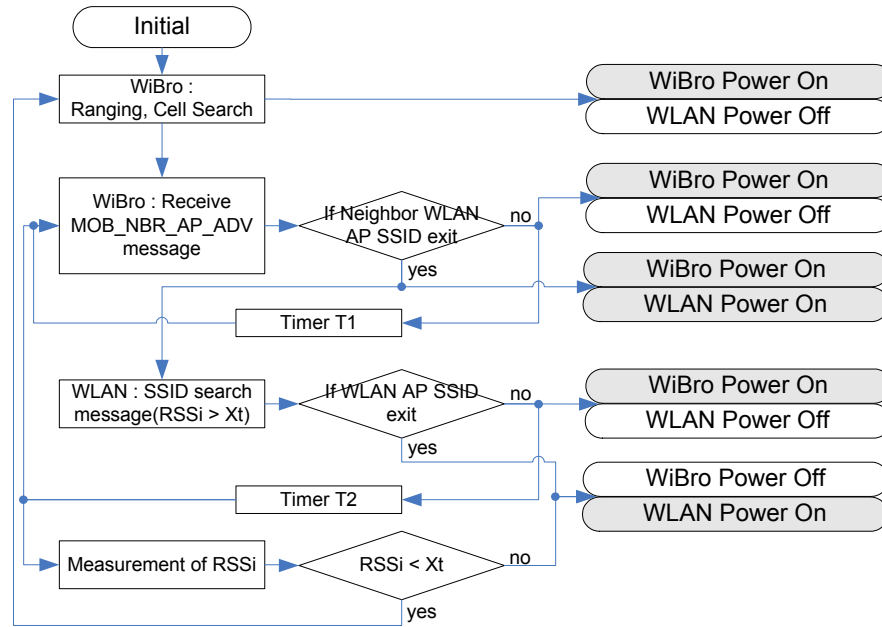 Initial
WiBro :
Ranging, Cell Search
WiBro Power On
WLAN Power Off
WiBro : Receive
MOB_NBR_AP_ADV
message
If Neighbor WLAN
AP SSID exit
no
yes
WiBro Power On
WLAN Power Off
WiBro Power On
WLAN Power On
Timer T1
WLAN : SSID search
message(RSSi > Xt)
If WLAN AP SSID
exit
no
yes
WiBro Power On
WLAN Power Off
WiBro Power Off
WLAN Power On
Timer T2
Measurement of RSSi
RSSi < Xt
no
yes